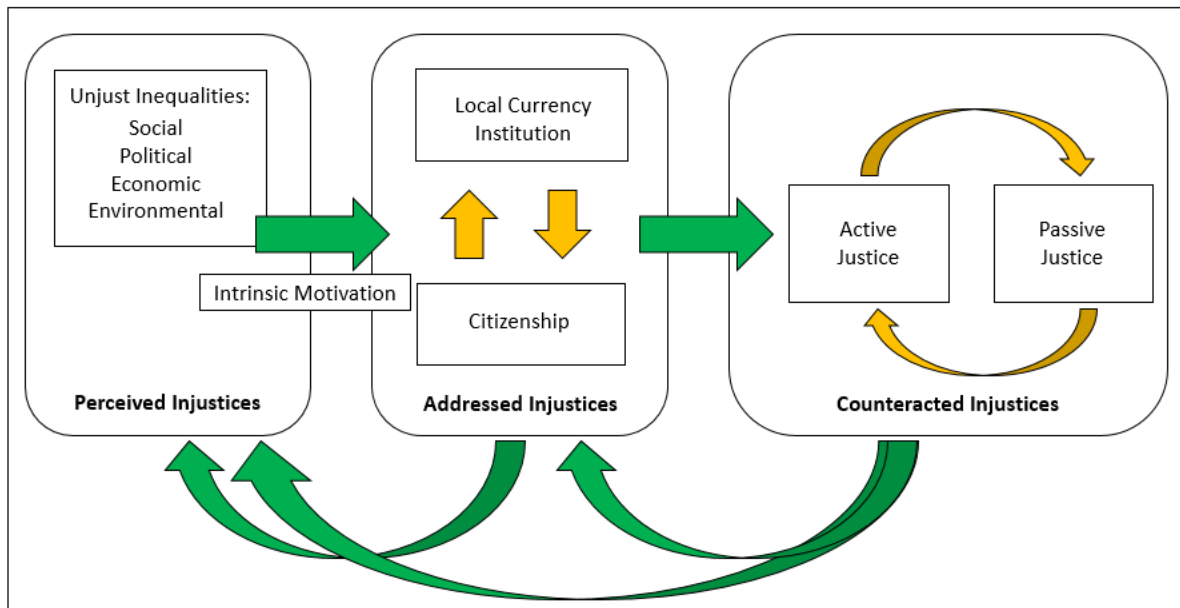 Unjust Inequalities:
Social
Political
Economic
Environmental
Intrinsic Motivation
Perceived Injustices
Local Currency
Institution
Citizenship
Addressed Injustices
Active
Justice
Passive
Justice
Counteracted Injustices